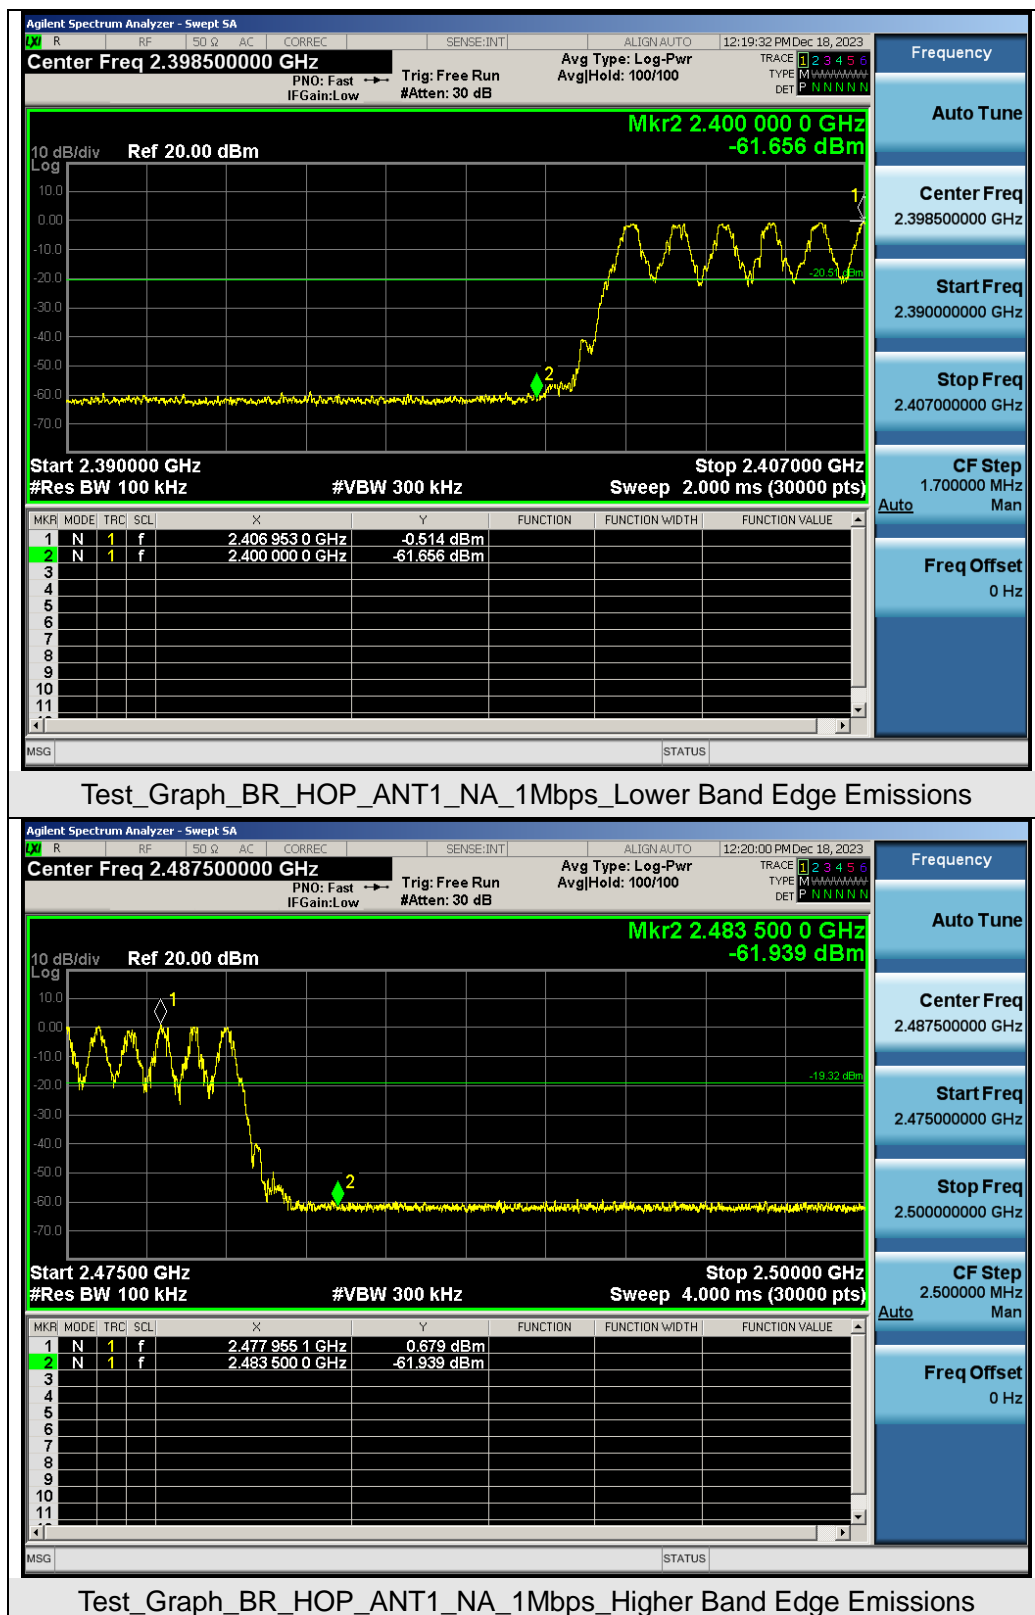 Agilent Spectrum Analyzer - Swept SA
LXI R RF 50 Ω AC CORREC SENSE:INT ALIGN AUTO 12:19:32 PM Dec 18, 2023
Center Freq 2.398500000 GHz Avg Type: Log-Pwr TRACE 1 2 3 4 5 6
PNO: Fast Trig: Free Run Avg|Hold: 100/100 TYPE M
IFGain:Low #Atten: 30 dB DET P N N N N N
Mkr2 2.400 000 0 GHz
-61.656 dBm
10 dB/div Ref 20.00 dBm
Log
10.0
1
0.00
-10.0
-20.0
-20.51 dBm
-30.0
-40.0
-50.0
2
-60.0
-70.0
Start 2.390000 GHz Stop 2.407000 GHz
#Res BW 100 kHz #VBW 300 kHz Sweep 2.000 ms (30000 pts)
MKR MODE TRC SCL X Y FUNCTION FUNCTION WIDTH FUNCTION VALUE
1 N 1 f 2.406 953 0 GHz -0.514 dBm
2 N 1 f 2.400 000 0 GHz -61.656 dBm
3
4
5
6
7
8
9
10
11
MSG STATUS
Frequency
Auto Tune
Center Freq
2.398500000 GHz
Start Freq
2.390000000 GHz
Stop Freq
2.407000000 GHz
CF Step
1.700000 MHz
Auto Man
Freq Offset
0 Hz
Test_Graph_BR_HOP_ANT1_NA_1Mbps_Lower Band Edge Emissions
Agilent Spectrum Analyzer - Swept SA
LXI R RF 50 Ω AC CORREC SENSE:INT ALIGN AUTO 12:20:00 PM Dec 18, 2023
Center Freq 2.487500000 GHz Avg Type: Log-Pwr TRACE 1 2 3 4 5 6
PNO: Fast Trig: Free Run Avg|Hold: 100/100 TYPE M
IFGain:Low #Atten: 30 dB DET P N N N N N
Mkr2 2.483 500 0 GHz
-61.939 dBm
10 dB/div Ref 20.00 dBm
Log
10.0
1
0.00
-10.0
-19.32 dBm
-20.0
-30.0
-40.0
-50.0
2
-60.0
-70.0
Start 2.47500 GHz Stop 2.50000 GHz
#Res BW 100 kHz #VBW 300 kHz Sweep 4.000 ms (30000 pts)
MKR MODE TRC SCL X Y FUNCTION FUNCTION WIDTH FUNCTION VALUE
1 N 1 f 2.477 955 1 GHz 0.679 dBm
2 N 1 f 2.483 500 0 GHz -61.939 dBm
3
4
5
6
7
8
9
10
11
MSG STATUS
Frequency
Auto Tune
Center Freq
2.487500000 GHz
Start Freq
2.475000000 GHz
Stop Freq
2.500000000 GHz
CF Step
2.500000 MHz
Auto Man
Freq Offset
0 Hz
Test_Graph_BR_HOP_ANT1_NA_1Mbps_Higher Band Edge Emissions